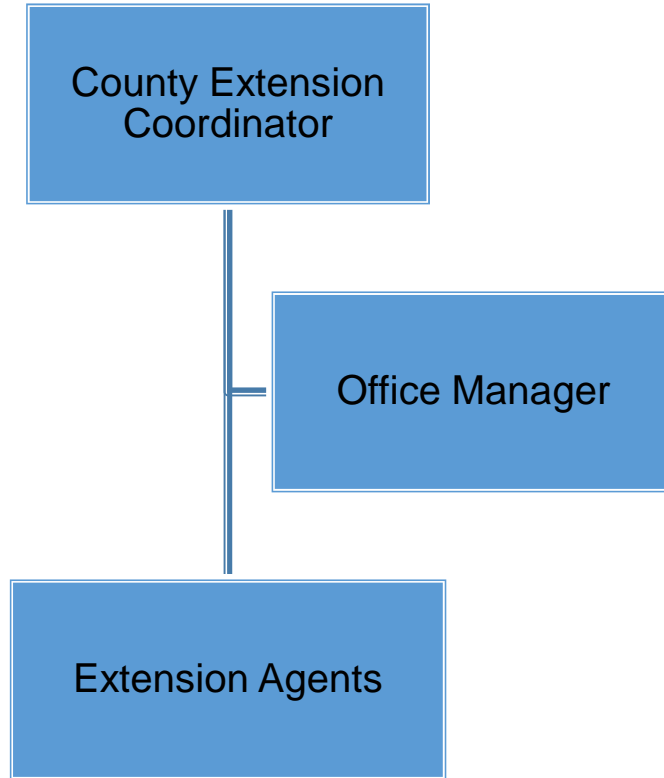 County Extension
Coordinator
Office Manager
Extension Agents